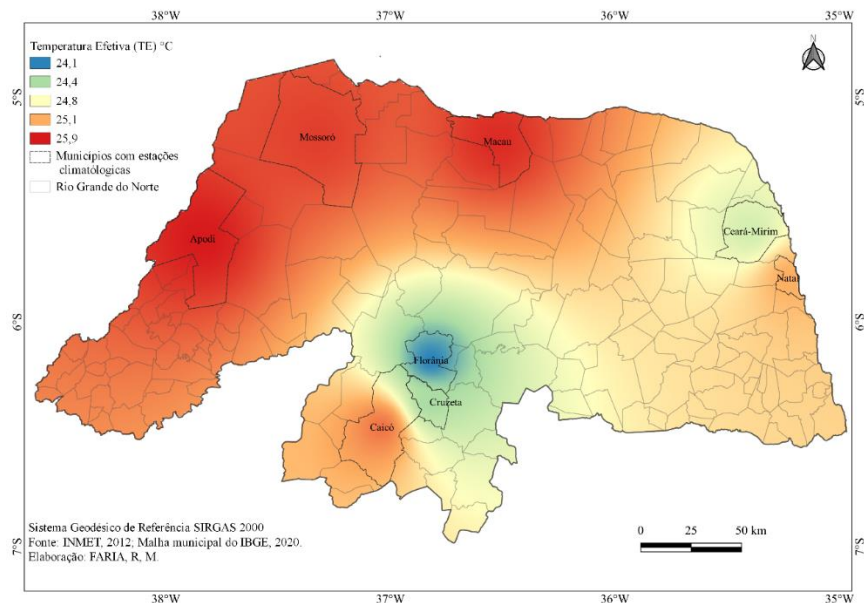 38°W 37°W 36°W 35°W
N
Temperatura Efetiva (TE) °C
24,1
24,4
24,8
25,1
25,9
Municípios com estações
climatólogicas
Rio Grande do Norte
5°S 5°S
Mossoró
Macau
Apodi
Ceará-Mirim
Natal
6°S 6°S
Florânia
Cruzeta
Caicó
Sistema Geodésico de Referência SIRGAS 2000
Fonte: INMET, 2012; Malha municipal do IBGE, 2020.
Elaboração: FARIA, R, M.
0 25 50 km
7°S 7°S
38°W 37°W 36°W 35°W